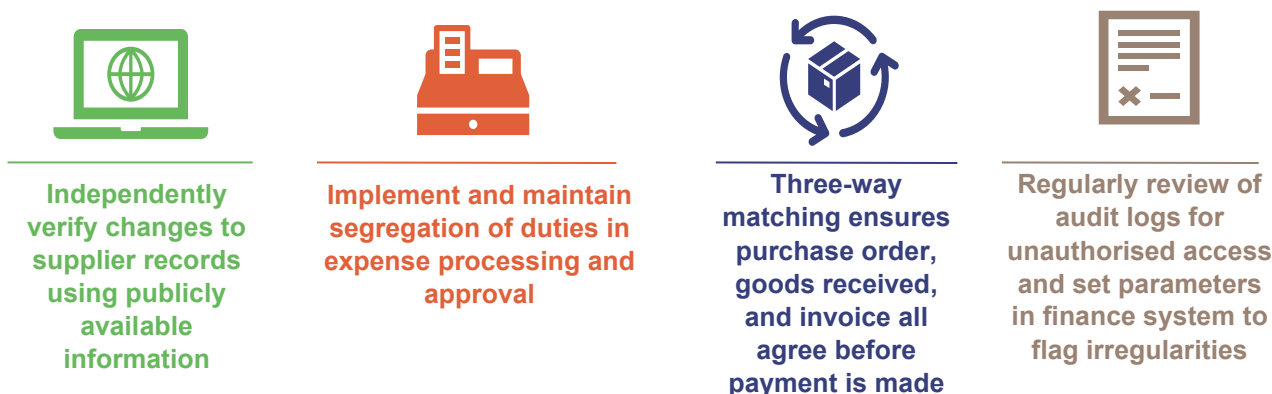 Independently
verify changes to
supplier records
using publicly
available
information
Implement and maintain
segregation of duties in
expense processing and
approval
Three-way
matching ensures
purchase order,
goods received,
and invoice all
agree before
payment is made
Regularly review of
audit logs for
unauthorised access
and set parameters
in finance system to
flag irregularities